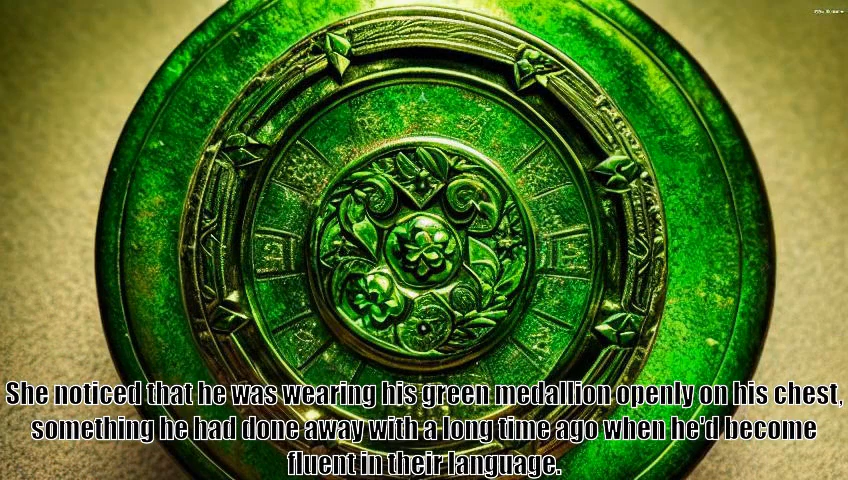 She noticed that he was wearing his green medallion openly on his chest,
something he had done away with a long time ago when he'd become
fluent in their language.